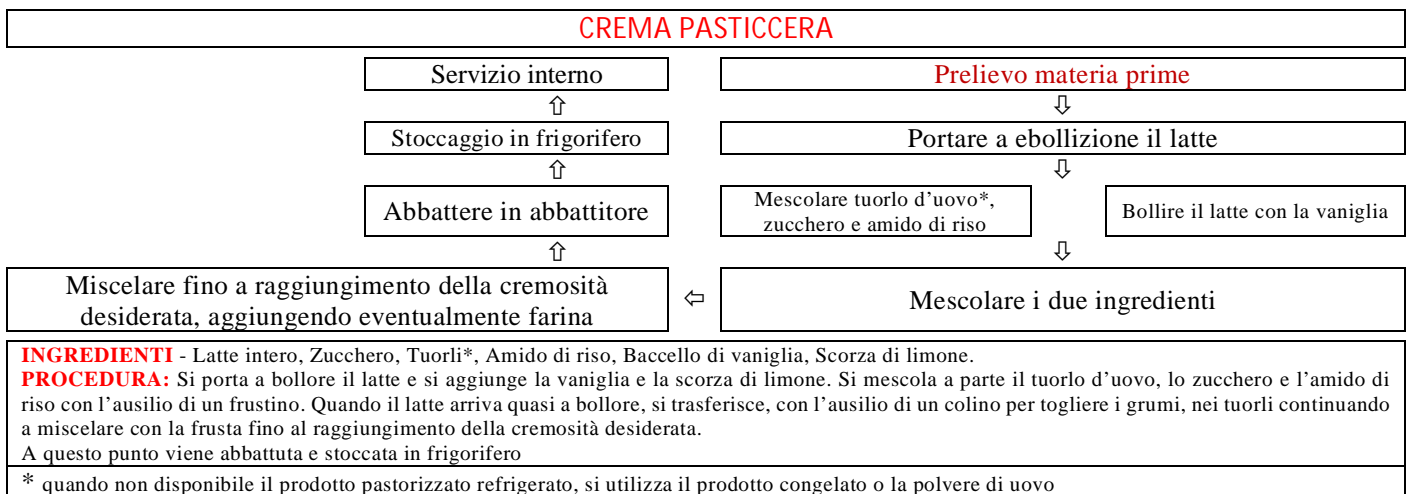 CREMA PASTICCERA
Servizio interno
Prelievo materia prime
⇧
⇩
Stoccaggio in frigorifero
Portare a ebollizione il latte
⇧
⇩
Abbattere in abbattitore
Mescolare tuorlo d'uovo*,
zucchero e amido di riso
Bollire il latte con la vaniglia
⇧
⇩
Miscelare fino a raggiungimento della cremosità
desiderata, aggiungendo eventualmente farina
⇦
Mescolare i due ingredienti
INGREDIENTI - Latte intero, Zucchero, Tuorli*, Amido di riso, Baccello di vaniglia, Scorza di limone.
PROCEDURA: Si porta a bollore il latte e si aggiunge la vaniglia e la scorza di limone. Si mescola a parte il tuorlo d'uovo, lo zucchero e l'amido di
riso con l'ausilio di un frustino. Quando il latte arriva quasi a bollore, si trasferisce, con l'ausilio di un colino per togliere i grumi, nei tuorli continuando
a miscelare con la frusta fino al raggiungimento della cremosità desiderata.
A questo punto viene abbattuta e stoccata in frigorifero
* quando non disponibile il prodotto pastorizzato refrigerato, si utilizza il prodotto congelato o la polvere di uovo